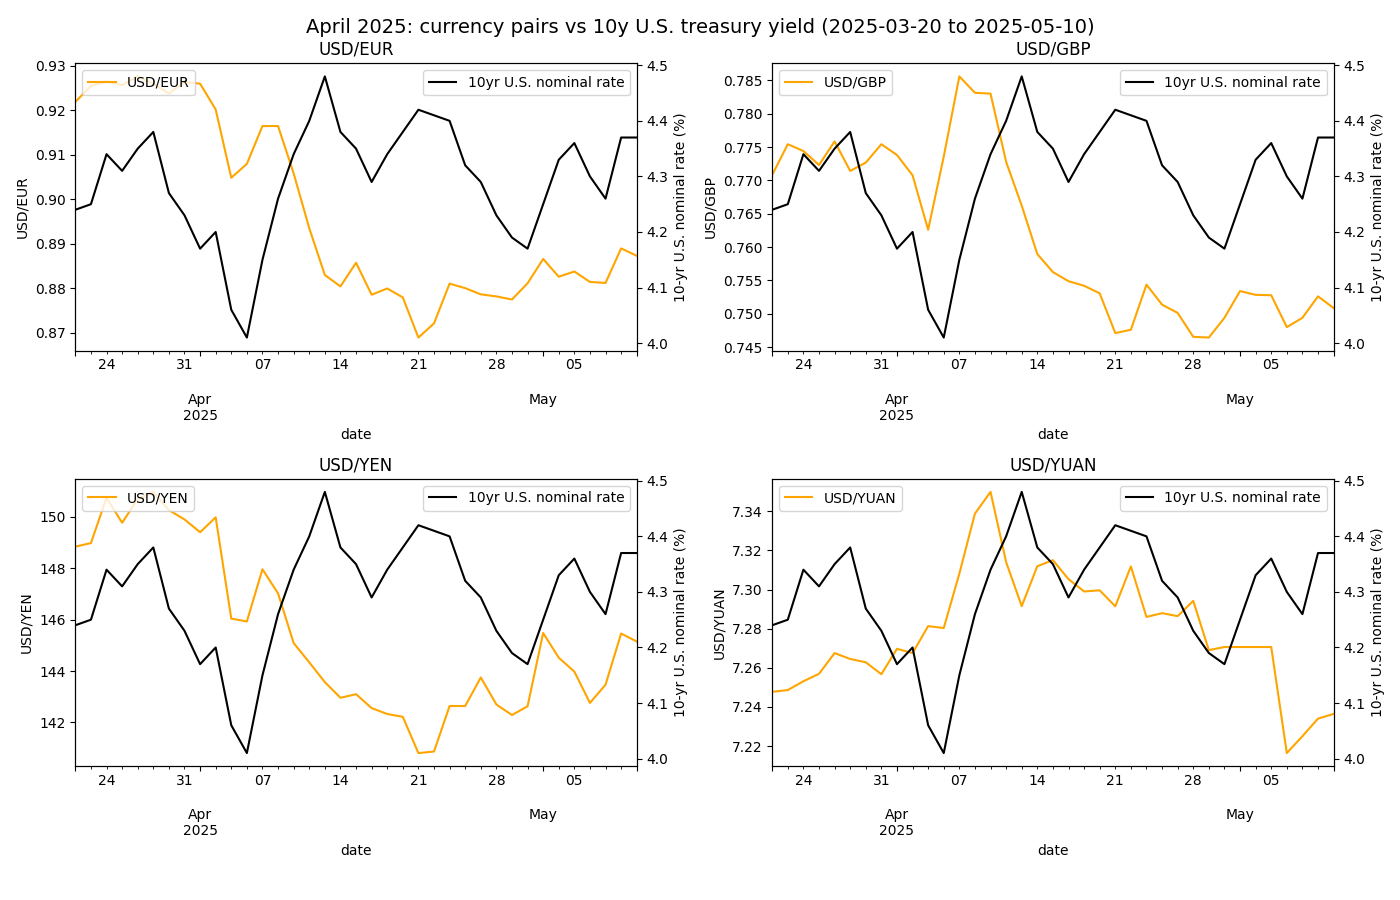 April 2025: currency pairs vs 10y U.S. treasury yield (2025-03-20 to 2025-05-10)
USD/EUR
USD/EUR
10yr U.S. nominal rate
0.93
0.92
0.91
0.90
0.89
0.88
0.87
USD/EUR
4.5
4.4
4.3
4.2
4.1
4.0
10-yr U.S. nominal rate (%)
24 31 07 14 21 28 05
Apr May
2025
date
USD/GBP
USD/GBP
10yr U.S. nominal rate
0.785
0.780
0.775
0.770
0.765
0.760
0.755
0.750
0.745
USD/GBP
4.5
4.4
4.3
4.2
4.1
4.0
10-yr U.S. nominal rate (%)
24 31 07 14 21 28 05
Apr May
2025
date
USD/YEN
USD/YEN
10yr U.S. nominal rate
150
148
146
144
142
USD/YEN
4.5
4.4
4.3
4.2
4.1
4.0
10-yr U.S. nominal rate (%)
24 31 07 14 21 28 05
Apr May
2025
date
USD/YUAN
USD/YUAN
10yr U.S. nominal rate
7.34
7.32
7.30
7.28
7.26
7.24
7.22
USD/YUAN
4.5
4.4
4.3
4.2
4.1
4.0
10-yr U.S. nominal rate (%)
24 31 07 14 21 28 05
Apr May
2025
date